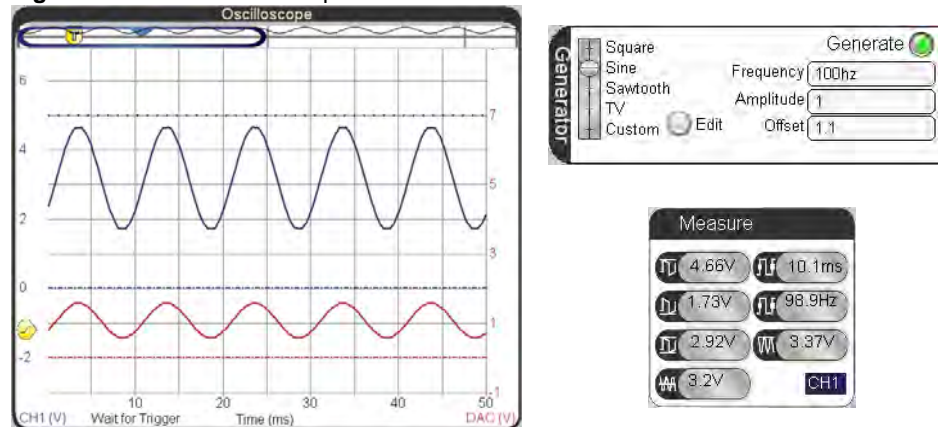 Oscilloscope
T
6
4
2
0
-2
7
5
3
1
-1
10
20
30
40
50
CH1 (V)
Wait for Trigger
Time (ms)
DAC (V)
Generator
Square
Sine
Sawtooth
TV
Custom
Edit
Generate
Frequency 100hz
Amplitude 1
Offset 1.1
Measure
4.66V
10.1ms
1.73V
98.9Hz
2.92V
3.37V
3.2V
CH1